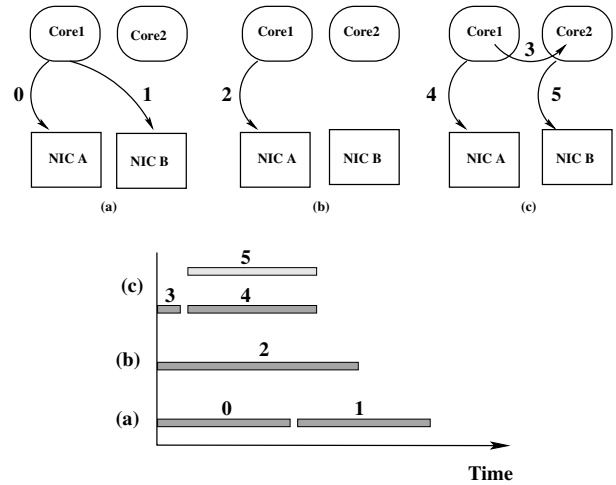 Core1 Core2 Core1 Core2 Core1 Core2
3
0 1 2 4 5
NIC A NIC B NIC A NIC B NIC A NIC B
(a) (b) (c)
5
(c) 3 4
2
(b)
0 1
(a)
Time